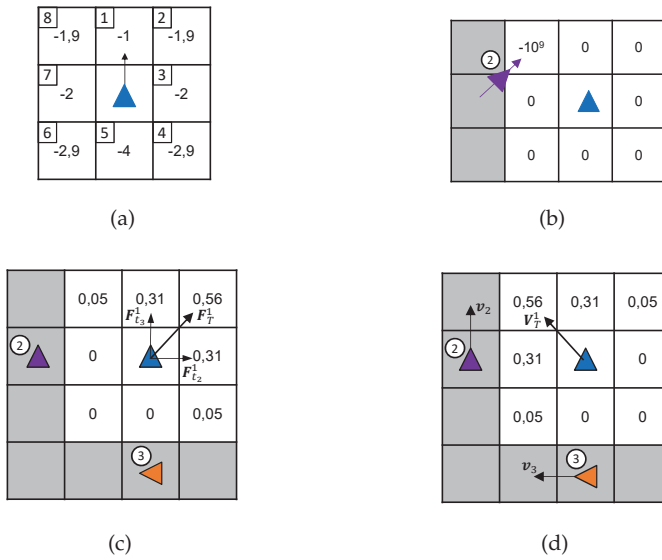 8 1 2
-1,9 -1 -1,9
7 3
-2 -2
6 5 4
-2,9 -4 -2,9
(a)
2 -10⁹ 0 0
0 0
0 0 0
(b)
0,05 0,31 0,56
F¹ₜ₃ F¹_T
2 0 0,31
F¹ₜ₂
0 0 0,05
3
(c)
0,56 0,31 0,05
v₂ V¹_T
2 0,31 0
0,05 0 0
3
v₃
(d)